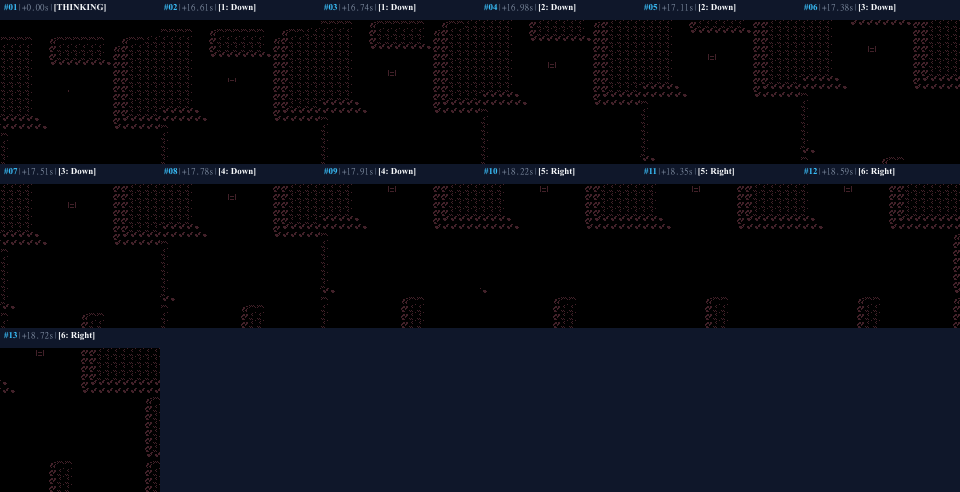 #01 | +0.00s | [THINKING]
#02 | +16.61s | [1: Down]
#03 | +16.74s | [1: Down]
#04 | +16.98s | [2: Down]
#05 | +17.11s | [2: Down]
#06 | +17.38s | [3: Down]
#07 | +17.51s | [3: Down]
#08 | +17.78s | [4: Down]
#09 | +17.91s | [4: Down]
#10 | +18.22s | [5: Right]
#11 | +18.35s | [5: Right]
#12 | +18.59s | [6: Right]
#13 | +18.72s | [6: Right]